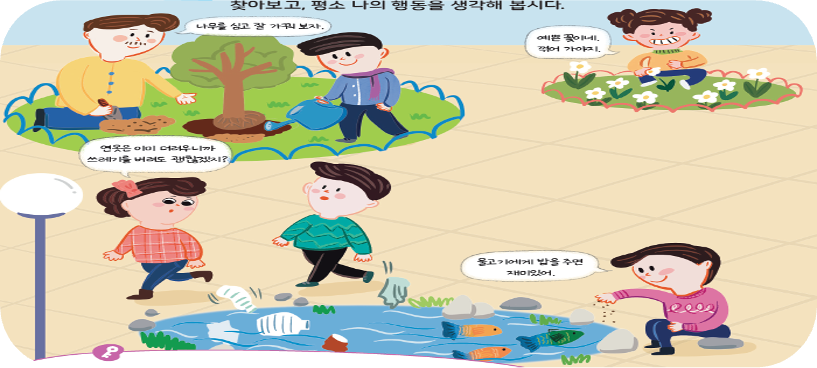 찾아보고, 평소 나의 행동을 생각해 봅시다.
나무를 심고 잘 가꿔 보자.
예쁜 꽃이네.
꺾어 가야지.
연못은 이미 더러우니까
쓰레기를 버려도 괜찮겠지?
물고기에게 밥을 주면
재미있어.